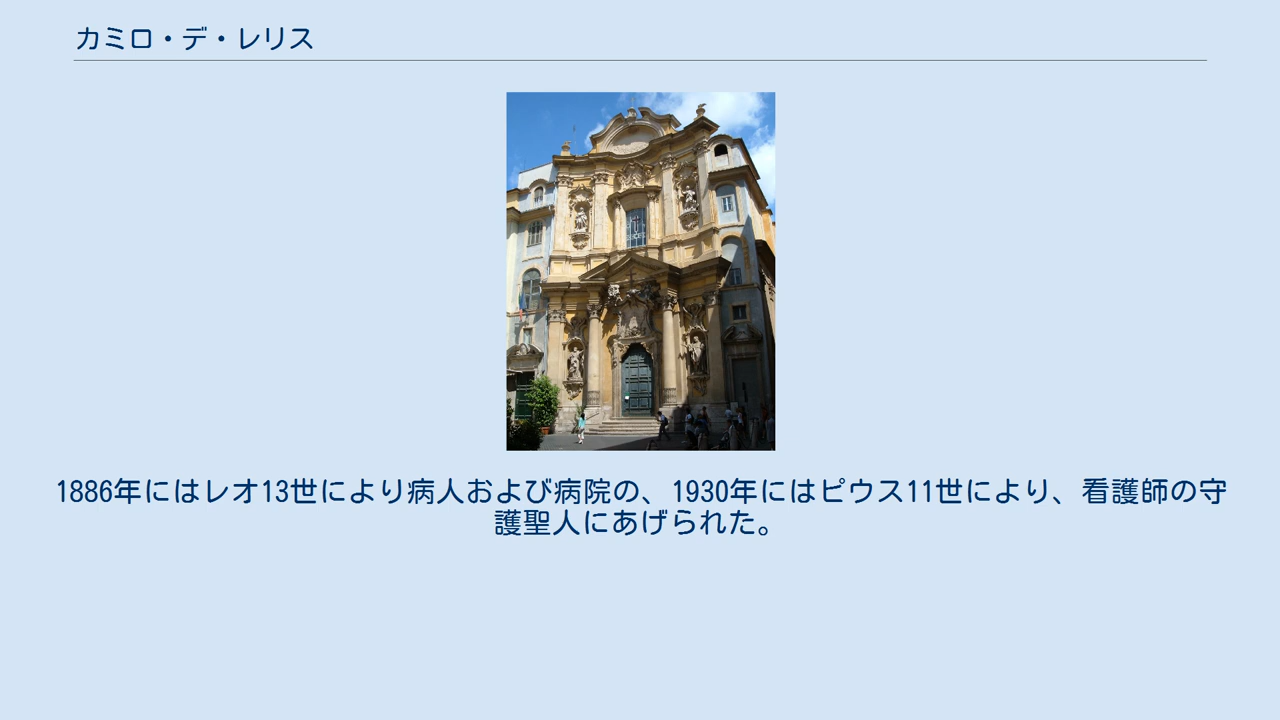 カミロ・デ・レリス
1886年にはレオ13世により病人および病院の、1930年にはピウス11世により、看護師の守
護聖人にあげられた。